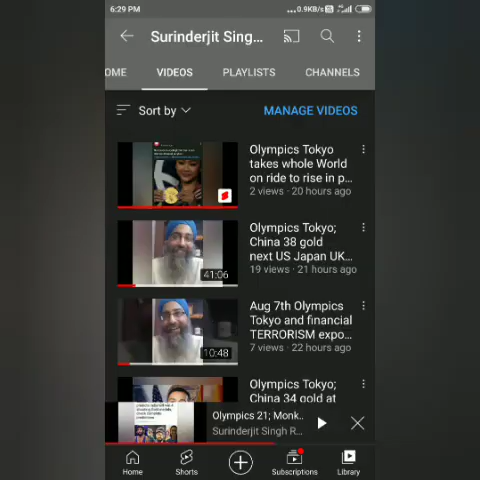 6:29 PM
...0.9KB/s
Surinderjit Sing...
OME VIDEOS PLAYLISTS CHANNELS
Sort by MANAGE VIDEOS
Olympics Tokyo
takes whole World
on ride to rise in p...
2 views · 20 hours ago
Olympics Tokyo;
China 38 gold
next US Japan UK...
19 views · 21 hours ago
41:06
Aug 7th Olympics
Tokyo and financial
TERRORISM expo...
7 views · 22 hours ago
10:48
Olympics Tokyo;
China 34 gold at
Olympics 21; Monk..
Surinderjit Singh R...
Home Shorts Subscriptions Library